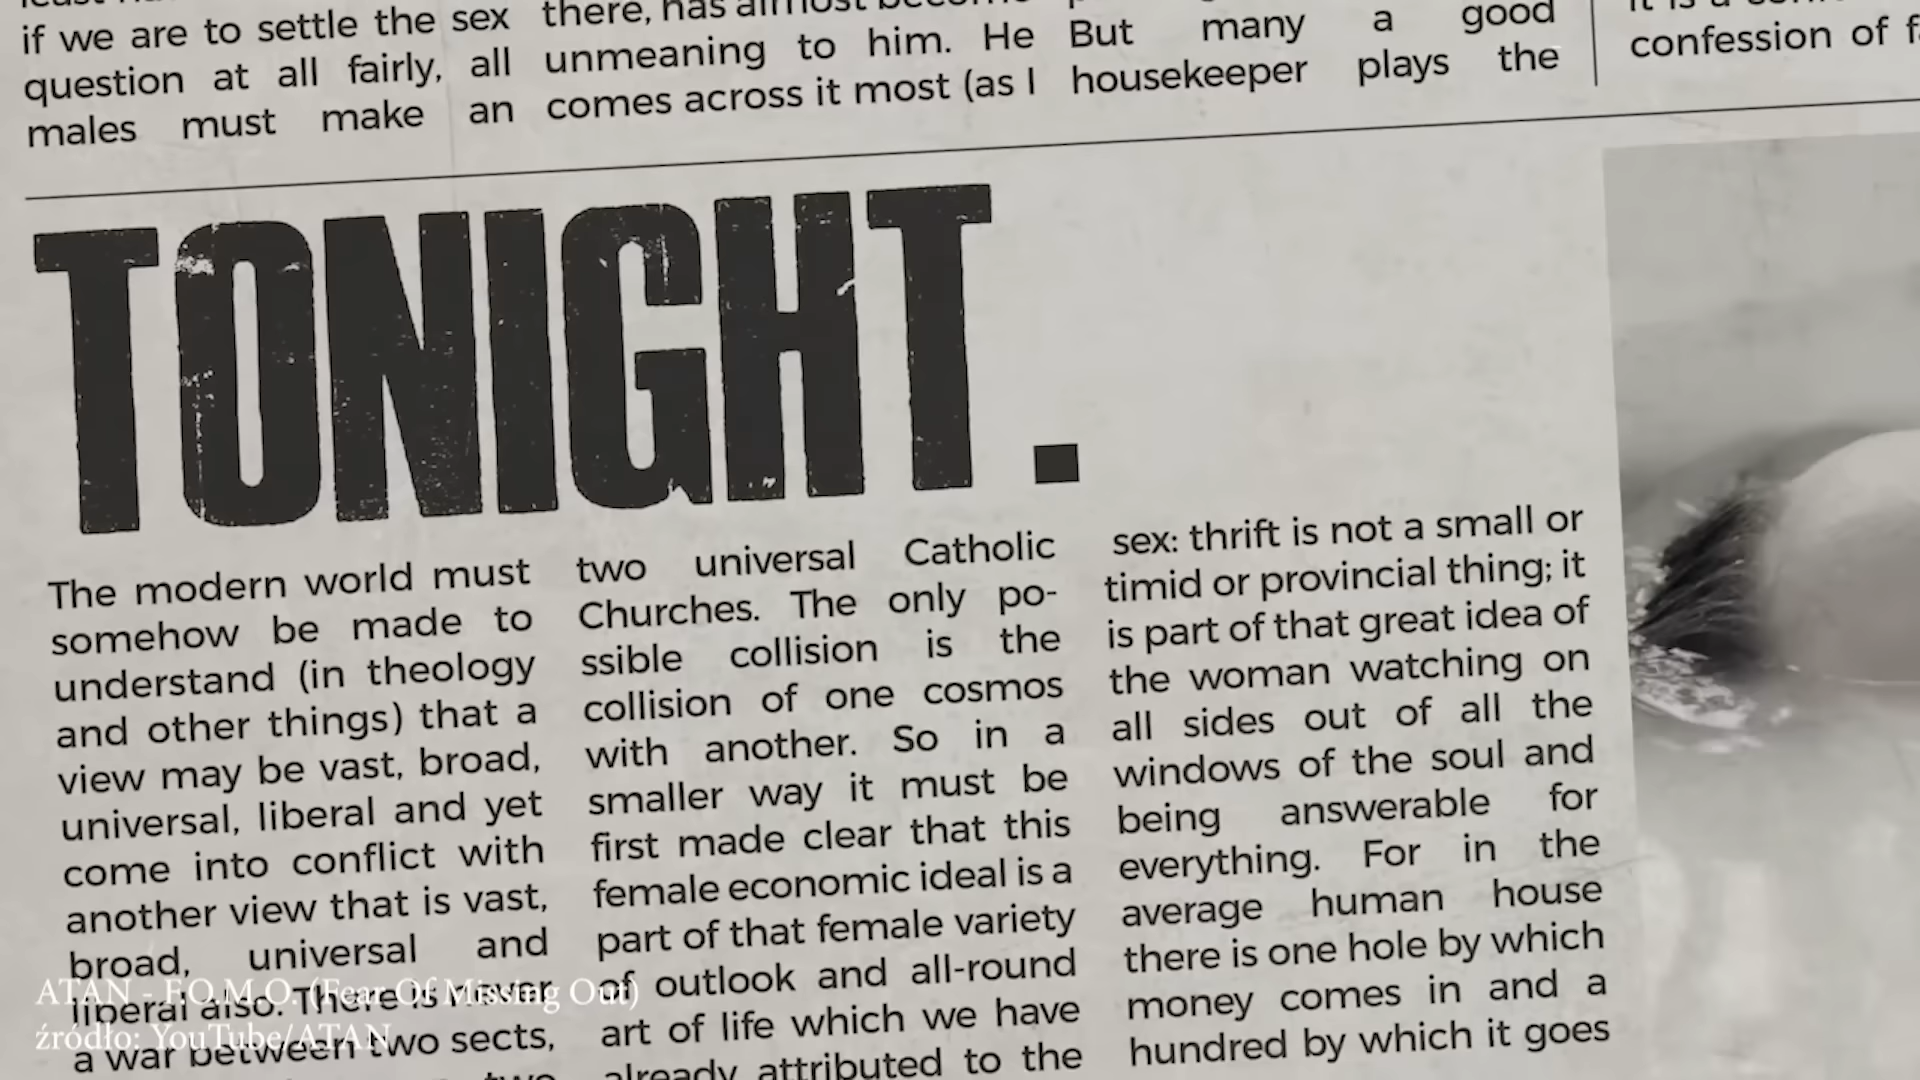 if we are to settle the sex
question at all fairly, all
males must make an
there, has almost become
unmeaning to him. He
comes across it most (as I
But many a good
housekeeper plays the
confession of
TONIGHT.
The modern world must
somehow be made to
understand (in theology
and other things) that a
view may be vast, broad,
universal, liberal and yet
come into conflict with
another view that is vast,
broad, universal and
liberal also. There is never
a war between two sects,
two universal Catholic
Churches. The only po-
ssible collision is the
collision of one cosmos
with another. So in a
smaller way it must be
first made clear that this
female economic ideal is a
part of that female variety
of outlook and all-round
art of life which we have
already attributed to the
sex: thrift is not a small or
timid or provincial thing; it
is part of that great idea of
the woman watching on
all sides out of all the
windows of the soul and
being answerable for
everything. For in the
average human house
there is one hole by which
money comes in and a
hundred by which it goes
ATAN - F.O.M.O. (Fear Of Missing Out)
źródło: YouTube/ATAN